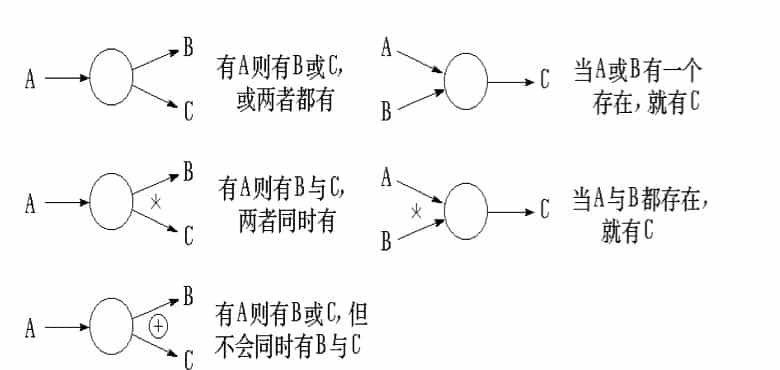 A
B
C
有A则有B或C,
或两者都有
A
B
C
当A或B有一个
存在,就有C
A
B
*
C
有A则有B与C,
两者同时有
A
*
B
C
当A与B都存在,
就有C
A
B
+
C
有A则有B或C,但
不会同时有B与C